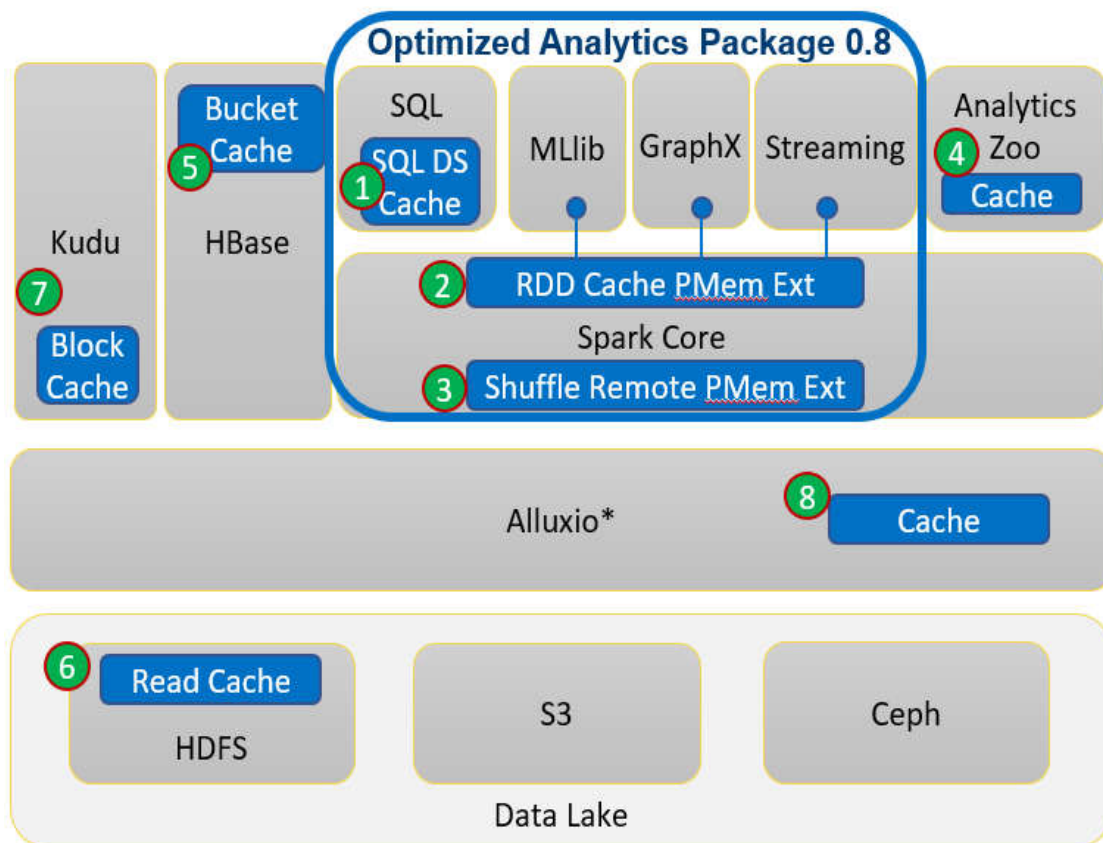 Optimized Analytics Package 0.8
Kudu
7
Block
Cache
Bucket
Cache
5
HBase
SQL
1
SQL DS
Cache
MLlib
GraphX
Streaming
Analytics
Zoo
4
Cache
2
RDD Cache PMem Ext
Spark Core
3
Shuffle Remote PMem Ext
Alluxio*
8
Cache
6
Read Cache
HDFS
S3
Ceph
Data Lake